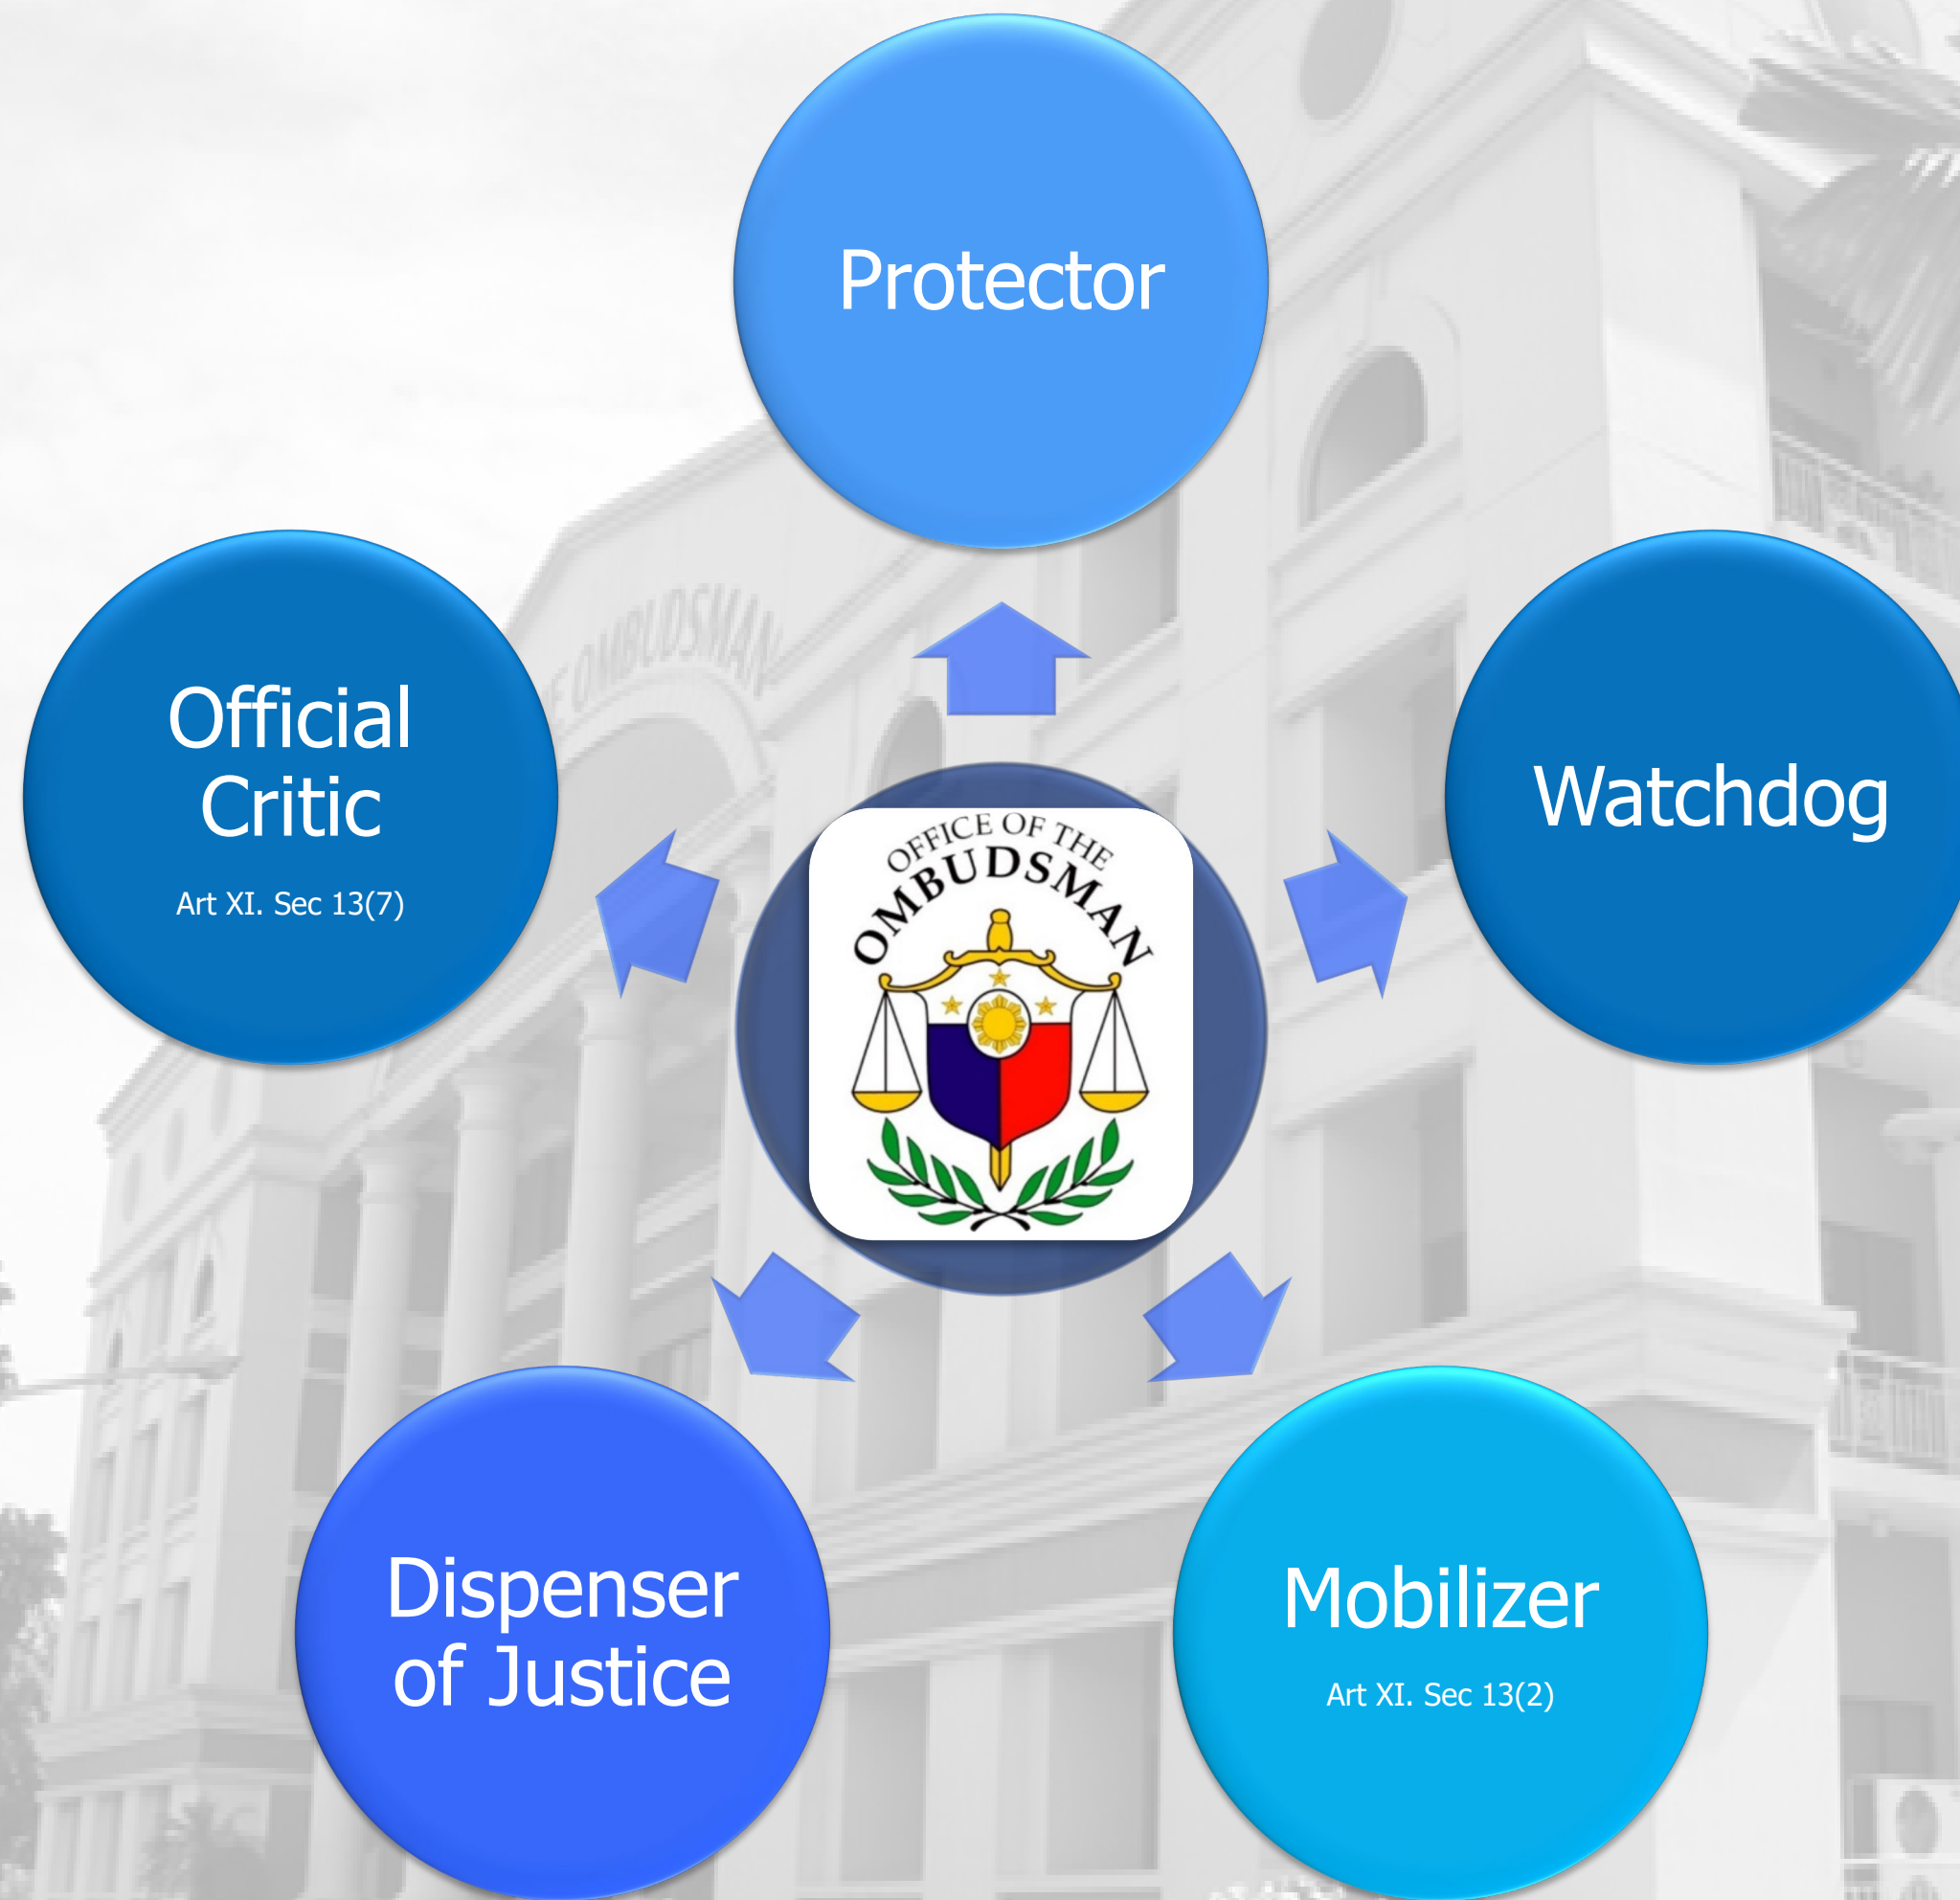 Protector
Official
Critic
Art XI. Sec 13(7)
Watchdog
OFFICE OF THE
OMBUDSMAN
OMBUDSMAN
Dispenser
of Justice
Mobilizer
Art XI. Sec 13(2)